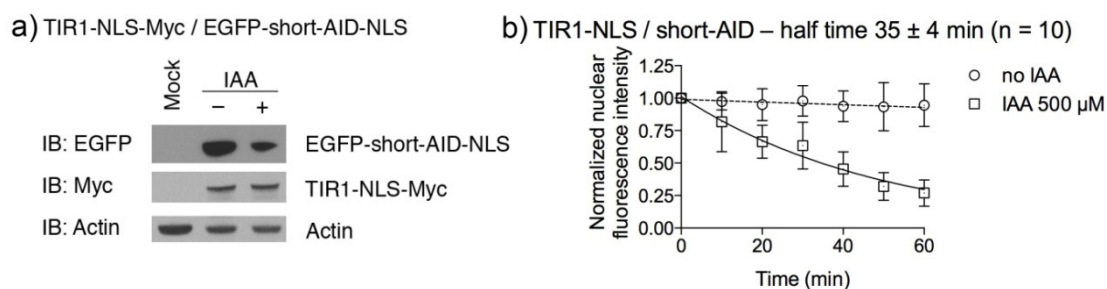 a) TIR1-NLS-Myc / EGFP-short-AID-NLS
Mock
IAA
– +
IB: EGFP EGFP-short-AID-NLS
IB: Myc TIR1-NLS-Myc
IB: Actin Actin
b) TIR1-NLS / short-AID – half time 35 ± 4 min (n = 10)
Normalized nuclear
fluorescence intensity
1.25
1.00
0.75
0.50
0.25
0.00
0 20 40 60
Time (min)
no IAA
IAA 500 µM